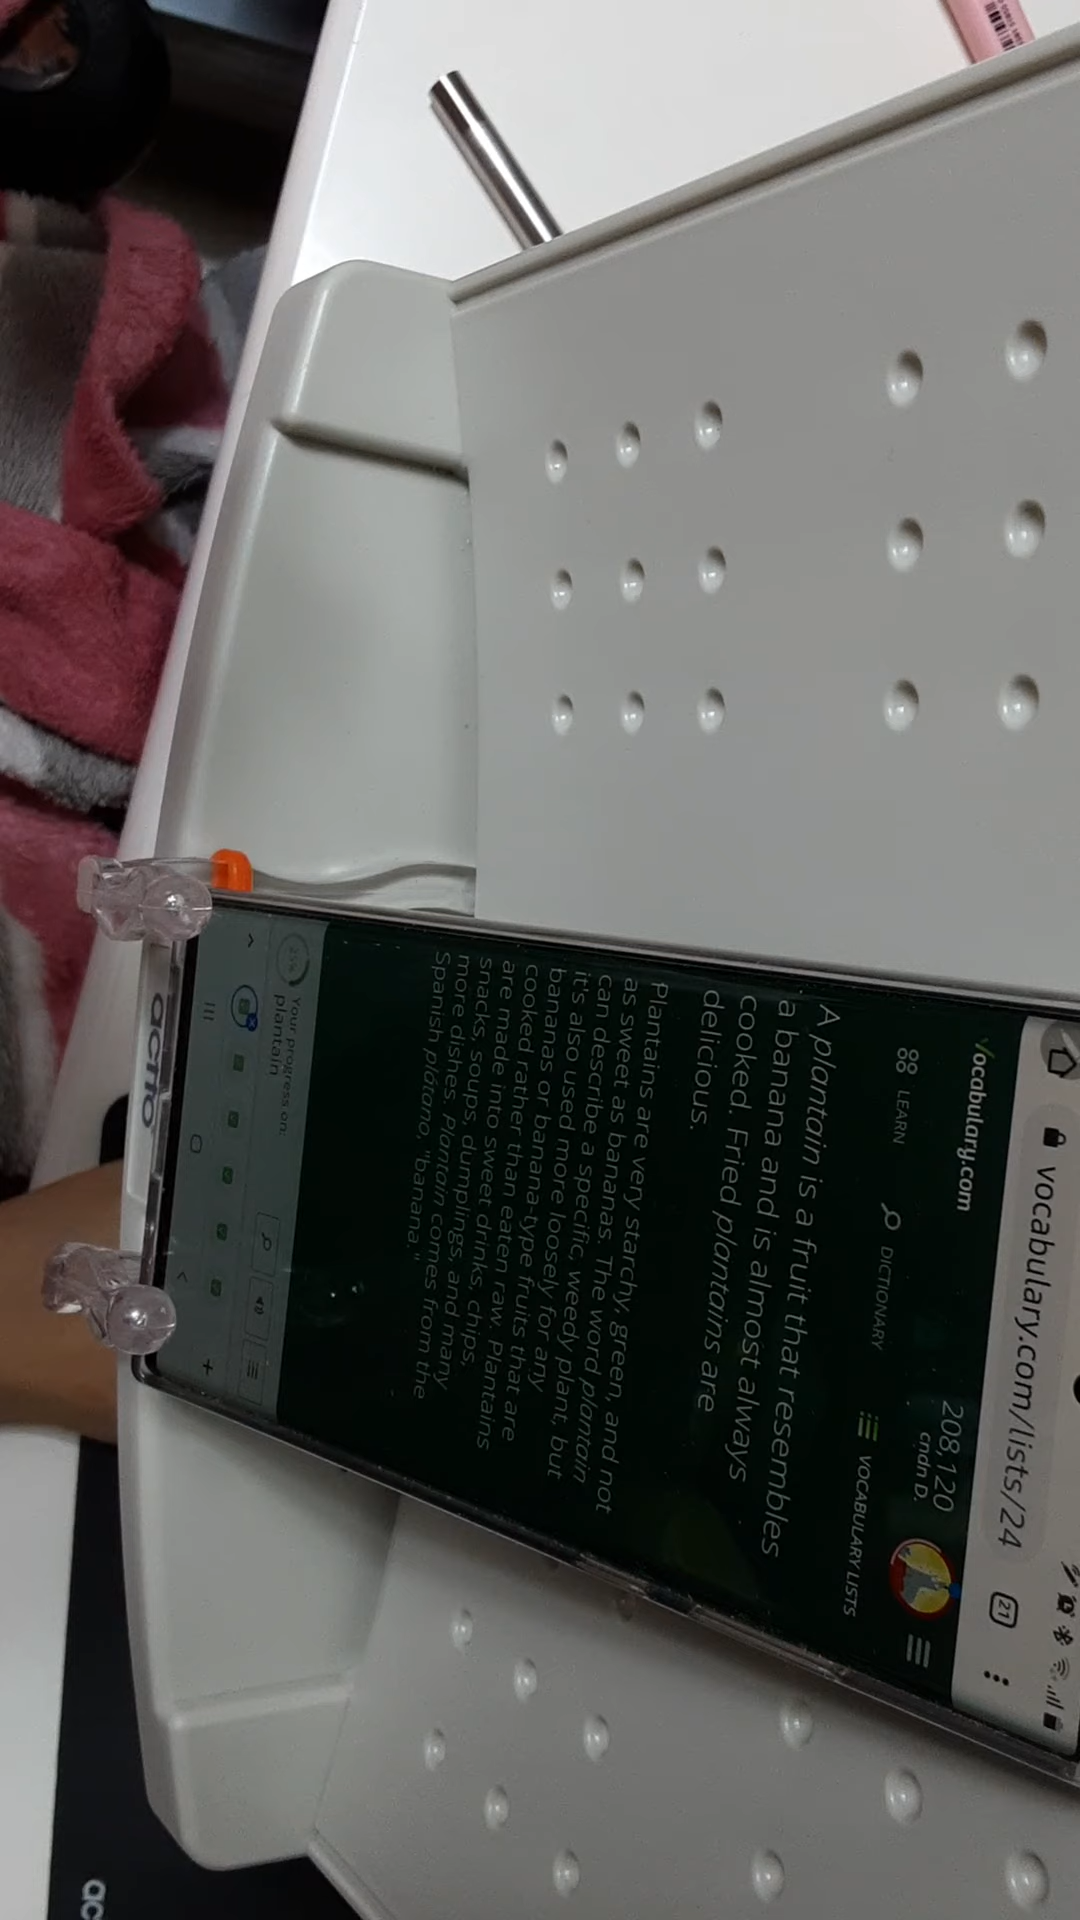 vocabulary.com/lists/24
21
Vocabulary.com
208,120
cndn D.
LEARN
DICTIONARY
VOCABULARY LISTS
A plantain is a fruit that resembles
a banana and is almost always
cooked. Fried plantains are
delicious.
Plantains are very starchy, green, and not
as sweet as bananas. The word plantain
can describe a specific, weedy plant, but
it's also used more loosely for any
bananas or banana-type fruits that are
cooked rather than eaten raw. Plantains
are made into sweet drinks, chips,
snacks, soups, dumplings, and many
more dishes. Plantain comes from the
Spanish plátano, "banana."
25%
Your progress on:
plantain
actto
ac